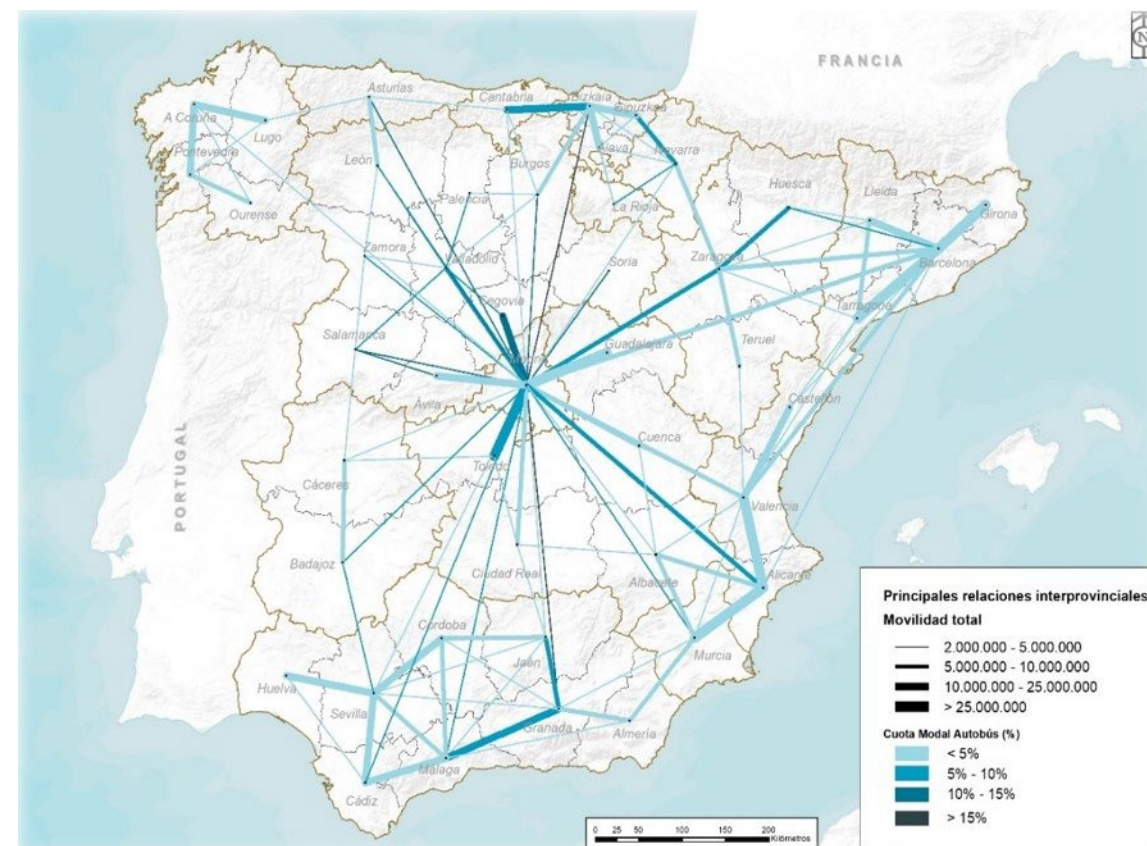 N
FRANCIA
Asturias
Cantabria
Bizkaia
Gipuzkoa
A Coruña
Lugo
Pontevedra
León
Burgos
Álava
Navarra
Huesca
Lleida
Girona
Palencia
La Rioja
Ourense
Zamora
Valladolid
Soria
Zaragoza
Barcelona
Segovia
Tarragona
Salamanca
Guadalajara
Teruel
Ávila
Castellón
Cuenca
Toledo
Cáceres
Valencia
PORTUGAL
Badajoz
Ciudad Real
Albacete
Alicante
Córdoba
Jaén
Murcia
Huelva
Sevilla
Granada
Almería
Málaga
Cádiz
Principales relaciones interprovinciales
Movilidad total
2.000.000 - 5.000.000
5.000.000 - 10.000.000
10.000.000 - 25.000.000
> 25.000.000
Cuota Modal Autobús (%)
< 5%
5% - 10%
10% - 15%
> 15%
0 25 50 100 150 200
Kilómetros